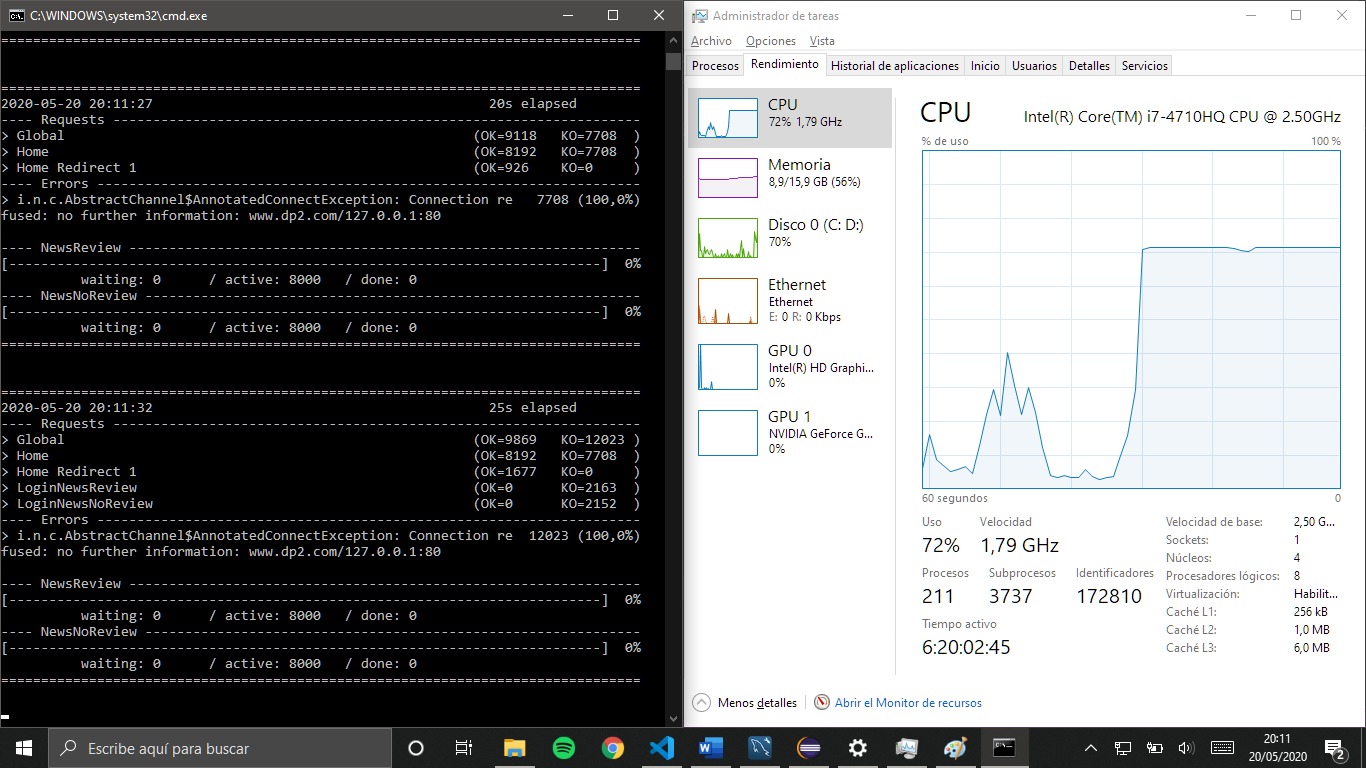 C:\WINDOWS\system32\cmd.exe
================================================================================
================================================================================
2020-05-20 20:11:27                                          20s elapsed
---- Requests ------------------------------------------------------------------
> Global                                                   (OK=9118   KO=7708  )
> Home                                                     (OK=8192   KO=7708  )
> Home Redirect 1                                          (OK=926    KO=0     )
---- Errors --------------------------------------------------------------------
> i.n.c.AbstractChannel$AnnotatedConnectException: Connection re   7708 (100,0%)
fused: no further information: www.dp2.com/127.0.0.1:80
---- NewsReview ----------------------------------------------------------------
[--------------------------------------------------------------------------]  0%
          waiting: 0      / active: 8000   / done: 0
---- NewsNoReview --------------------------------------------------------------
[--------------------------------------------------------------------------]  0%
          waiting: 0      / active: 8000   / done: 0
================================================================================
================================================================================
2020-05-20 20:11:32                                          25s elapsed
---- Requests ------------------------------------------------------------------
> Global                                                   (OK=9869   KO=12023 )
> Home                                                     (OK=8192   KO=7708  )
> Home Redirect 1                                          (OK=1677   KO=0     )
> LoginNewsReview                                          (OK=0      KO=2163  )
> LoginNewsNoReview                                        (OK=0      KO=2152  )
---- Errors --------------------------------------------------------------------
> i.n.c.AbstractChannel$AnnotatedConnectException: Connection re  12023 (100,0%)
fused: no further information: www.dp2.com/127.0.0.1:80
---- NewsReview ----------------------------------------------------------------
[--------------------------------------------------------------------------]  0%
          waiting: 0      / active: 8000   / done: 0
---- NewsNoReview --------------------------------------------------------------
[--------------------------------------------------------------------------]  0%
          waiting: 0      / active: 8000   / done: 0
================================================================================
Administrador de tareas
Archivo Opciones Vista
Procesos Rendimiento Historial de aplicaciones Inicio Usuarios Detalles Servicios
CPU
72% 1,79 GHz
Memoria
8,9/15,9 GB (56%)
Disco 0 (C: D:)
70%
Ethernet
Ethernet
E: 0 R: 0 Kbps
GPU 0
Intel(R) HD Graphi...
0%
GPU 1
NVIDIA GeForce G...
0%
CPU Intel(R) Core(TM) i7-4710HQ CPU @ 2.50GHz
% de uso 100 %
60 segundos 0
Uso Velocidad
72% 1,79 GHz
Procesos Subprocesos Identificadores
211 3737 172810
Tiempo activo
6:20:02:45
Velocidad de base: 2,50 G...
Sockets: 1
Núcleos: 4
Procesadores lógicos: 8
Virtualización: Habilit...
Caché L1: 256 kB
Caché L2: 1,0 MB
Caché L3: 6,0 MB
Menos detalles Abrir el Monitor de recursos
Escribe aquí para buscar
20:11
20/05/2020
2